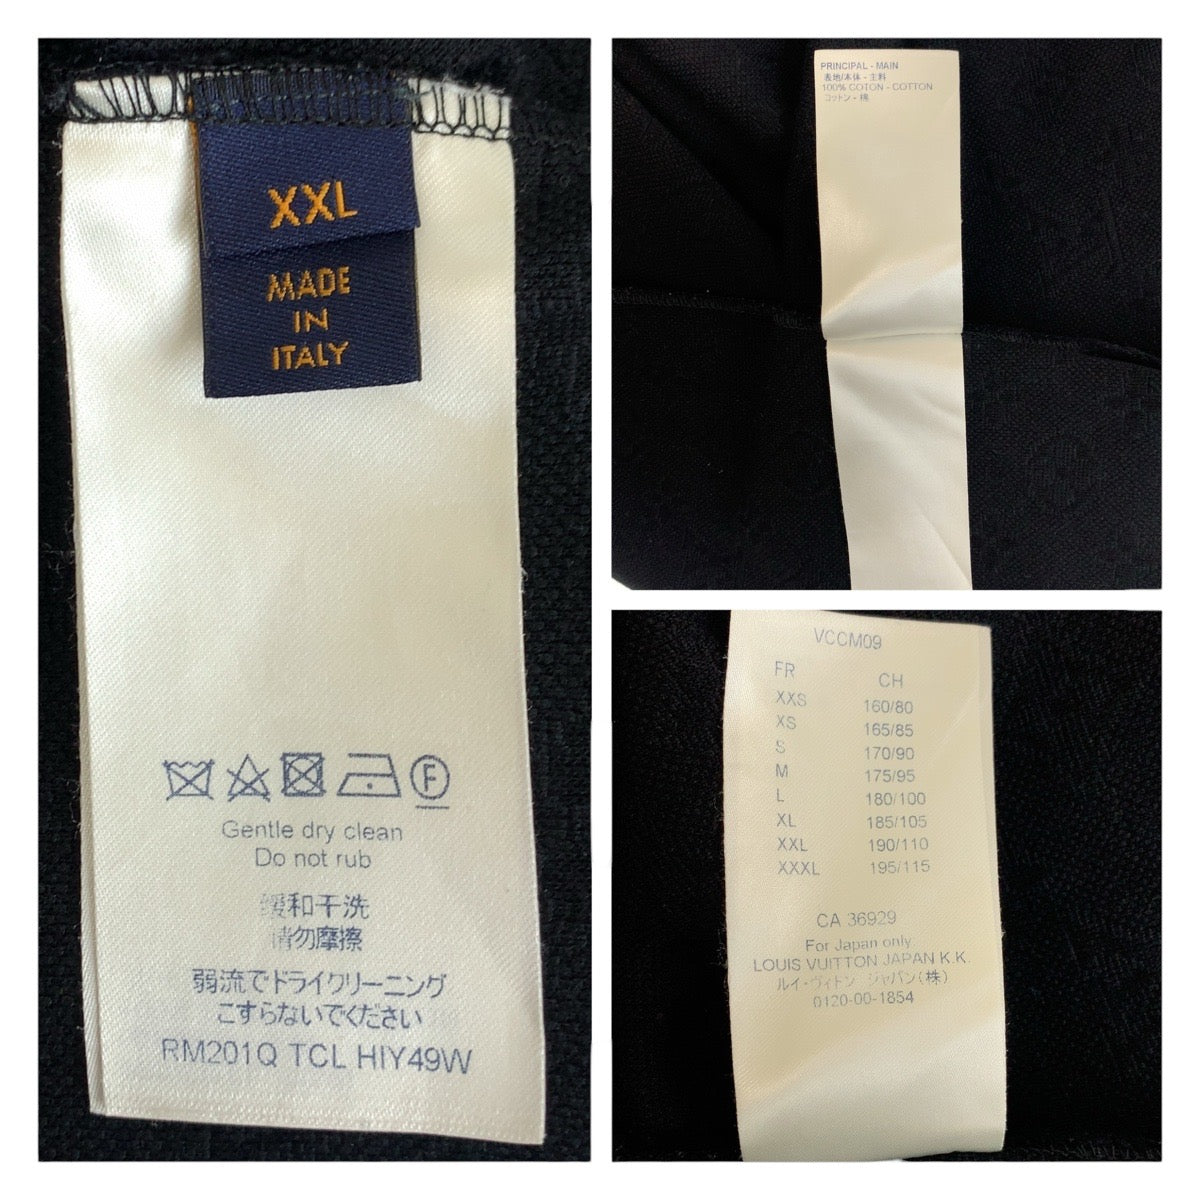 XXL
MADE
IN
ITALY
F
Gentle dry clean
Do not rub
缓和干洗
请勿摩擦
弱流でドライクリーニング
こすらないでください
RM201Q TCL HIY49W
PRINCIPAL - MAIN
表地/本体 - 主料
100% COTON - COTTON
コットン - 棉
VCCM09
FR CH
XXS 160/80
XS 165/85
S 170/90
M 175/95
L 180/100
XL 185/105
XXL 190/110
XXXL 195/115
CA 36929
For Japan only:
LOUIS VUITTON JAPAN K.K.
ルイ・ヴィトン ジャパン(株)
0120-00-1854